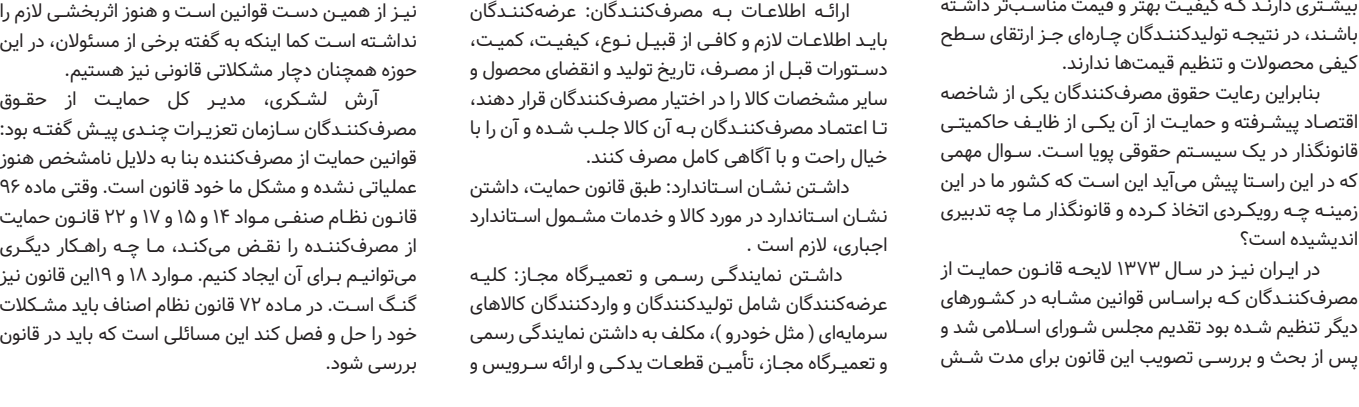 بیشتری دارند که کیفیت بهتر و قیمت مناسب‌تر داشته
باشند، در نتیجه تولیدکنندگان چاره‌ای جز ارتقای سطح
کیفی محصولات و تنظیم قیمت‌ها ندارند.
بنابراین رعایت حقوق مصرف‌کنندگان یکی از شاخصه
اقتصاد پیشرفته و حمایت از آن یکی از ظایف حاکمیتی
قانونگذار در یک سیستم حقوقی پویا است. سوال مهمی
که در این راستا پیش می‌آید این است که کشور ما در این
زمینه چه رویکردی اتخاذ کرده و قانونگذار ما چه تدبیری
اندیشیده است؟
در ایران نیز در سال ۱۳۷۳ لایحه قانون حمایت از
مصرف‌کنندگان که براساس قوانین مشابه در کشورهای
دیگر تنظیم شده بود تقدیم مجلس شورای اسلامی شد و
پس از بحث و بررسی تصویب این قانون برای مدت شش
ارائه اطلاعات به مصرف‌کنندگان: عرضه‌کنندگان
باید اطلاعات لازم و کافی از قبیل نوع، کیفیت، کمیت،
دستورات قبل از مصرف، تاریخ تولید و انقضای محصول و
سایر مشخصات کالا را در اختیار مصرف‌کنندگان قرار دهند،
تا اعتماد مصرف‌کنندگان به آن کالا جلب شده و آن را با
خیال راحت و با آگاهی کامل مصرف کنند.
داشتن نشان استاندارد: طبق قانون حمایت، داشتن
نشان استاندارد در مورد کالا و خدمات مشمول استاندارد
اجباری، لازم است .
داشتن نمایندگی رسمی و تعمیرگاه مجاز: کلیه
عرضه‌کنندگان شامل تولیدکنندگان و واردکنندگان کالاهای
سرمایه‌ای ( مثل خودرو )، مکلف به داشتن نمایندگی رسمی
و تعمیرگاه مجاز، تأمین قطعات یدکی و ارائه سرویس و
نیز از همین دست قوانین است و هنوز اثربخشی لازم را
نداشته است کما اینکه به گفته برخی از مسئولان، در این
حوزه همچنان دچار مشکلاتی قانونی نیز هستیم.
آرش لشکری، مدیر کل حمایت از حقوق
مصرف‌کنندگان سازمان تعزیرات چندی پیش گفته بود:
قوانین حمایت از مصرف‌کننده بنا به دلایل نامشخص هنوز
عملیاتی نشده و مشکل ما خود قانون است. وقتی ماده ۹۶
قانون نظام صنفی مواد ۱۴ و ۱۵ و ۱۷ و ۲۲ قانون حمایت
از مصرف‌کننده را نقض می‌کند، ما چه راهکار دیگری
می‌توانیم برای آن ایجاد کنیم. موارد ۱۸ و ۱۹این قانون نیز
گنگ است. در ماده ۷۲ قانون نظام اصناف باید مشکلات
خود را حل و فصل کند این مسائلی است که باید در قانون
بررسی شود.